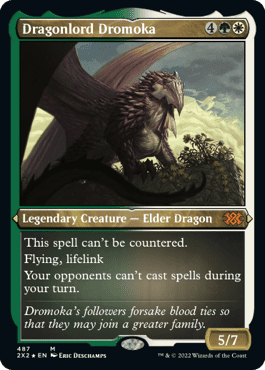 Dragonlord Dromoka 4
Legendary Creature — Elder Dragon
This spell can't be countered.
Flying, lifelink
Your opponents can't cast spells during
your turn.
Dromoka's followers forsake blood ties so
that they may join a greater family.
5/7
487 M
2X2 ★ EN Eric Deschamps
™ & © 2022 Wizards of the Coast